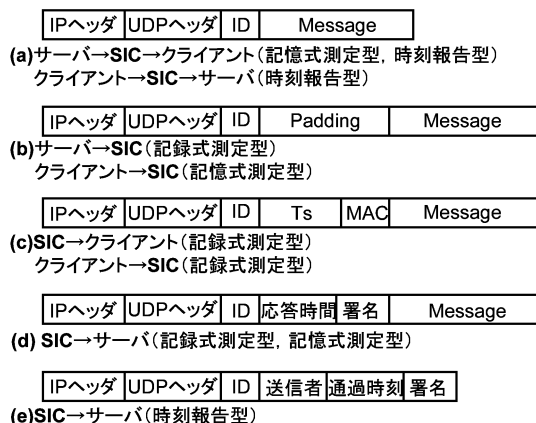 IPヘッダ UDPヘッダ ID Message
(a)サーバ→SIC→クライアント(記憶式測定型, 時刻報告型)
クライアント→SIC→サーバ(時刻報告型)
IPヘッダ UDPヘッダ ID Padding Message
(b)サーバ→SIC(記録式測定型)
クライアント→SIC(記憶式測定型)
IPヘッダ UDPヘッダ ID Ts MAC Message
(c)SIC→クライアント(記録式測定型)
クライアント→SIC(記録式測定型)
IPヘッダ UDPヘッダ ID 応答時間 署名 Message
(d) SIC→サーバ(記録式測定型, 記憶式測定型)
IPヘッダ UDPヘッダ ID 送信者 通過時刻 署名
(e)SIC→サーバ(時刻報告型)